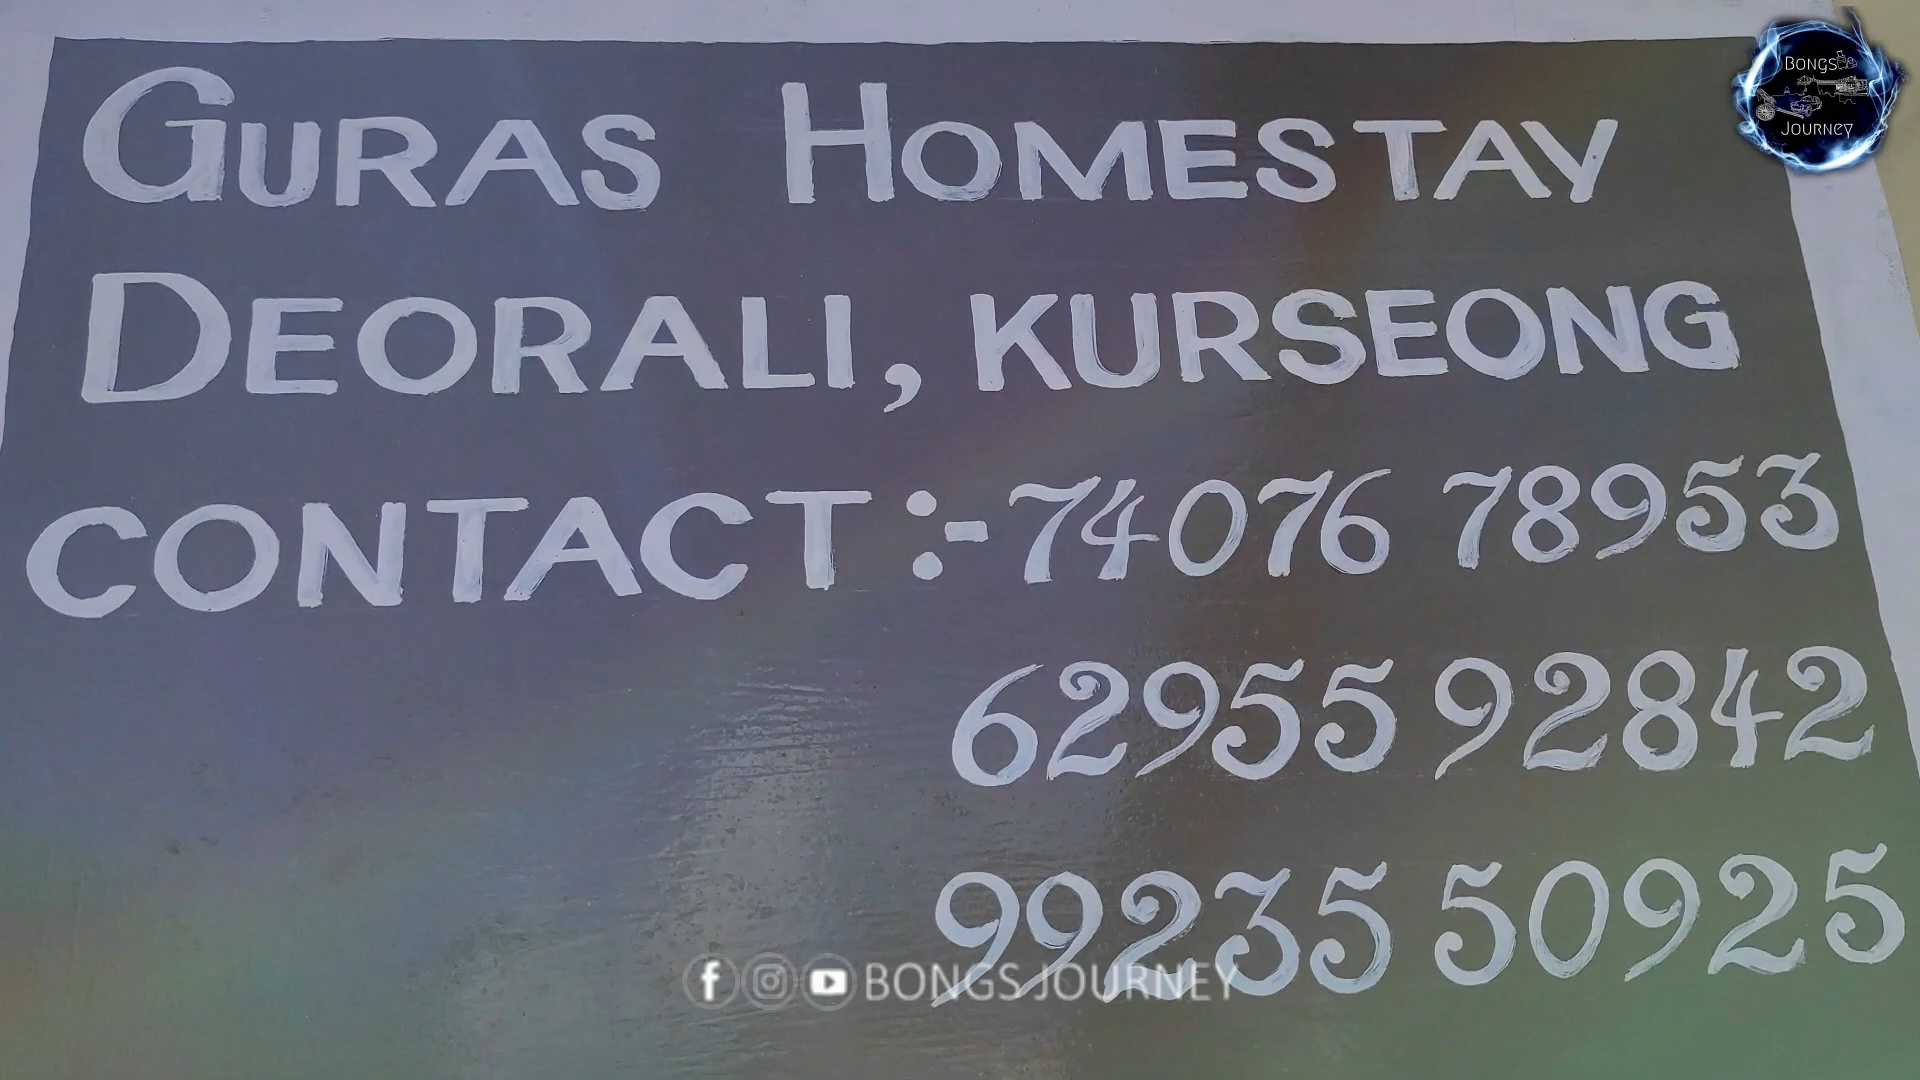 GURAS HOMESTAY
DEORALI, KURSEONG
CONTACT :- 74076 78953
62955 92842
99235 50925
BONGS JOURNEY
BONGS
JOURNEY